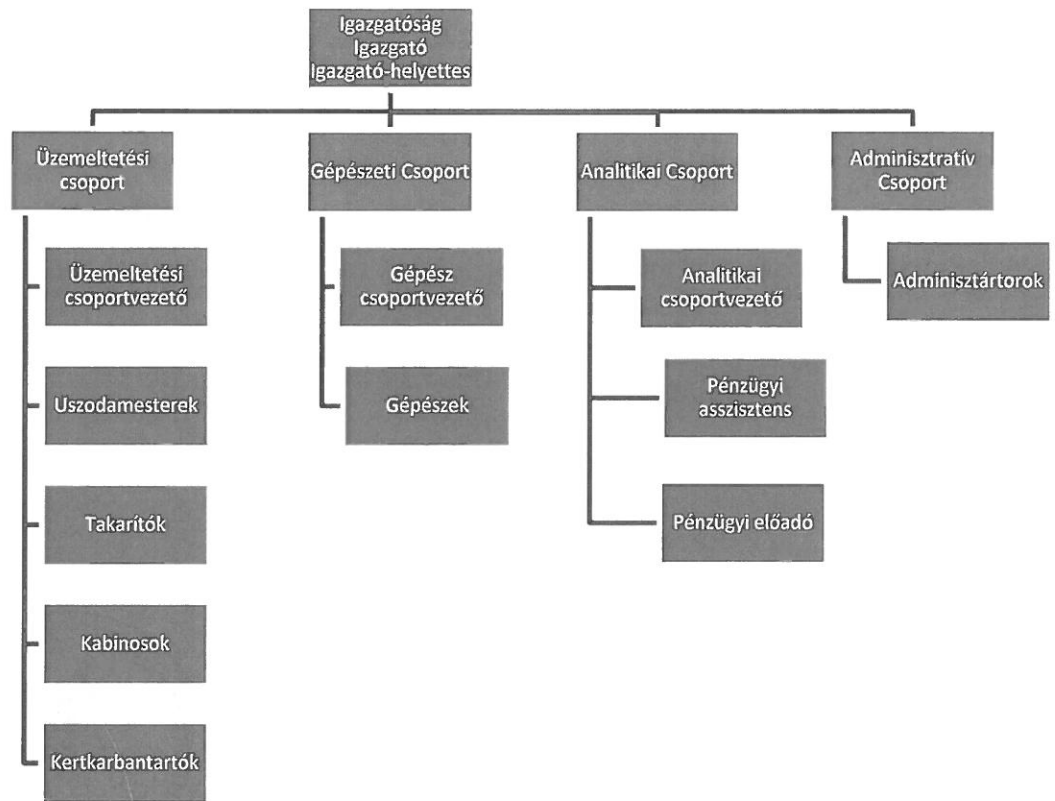 Igazgatóság
Igazgató
Igazgató-helyettes
Üzemeltetési
csoport
Gépészeti Csoport
Analitikai Csoport
Adminisztratív
Csoport
Üzemeltetési
csoportvezető
Uszodamesterek
Takarítók
Kabinosok
Kertkarbantartók
Gépész
csoportvezető
Gépészek
Analitikai
csoportvezető
Pénzügyi
asszisztens
Pénzügyi előadó
Adminisztártorok